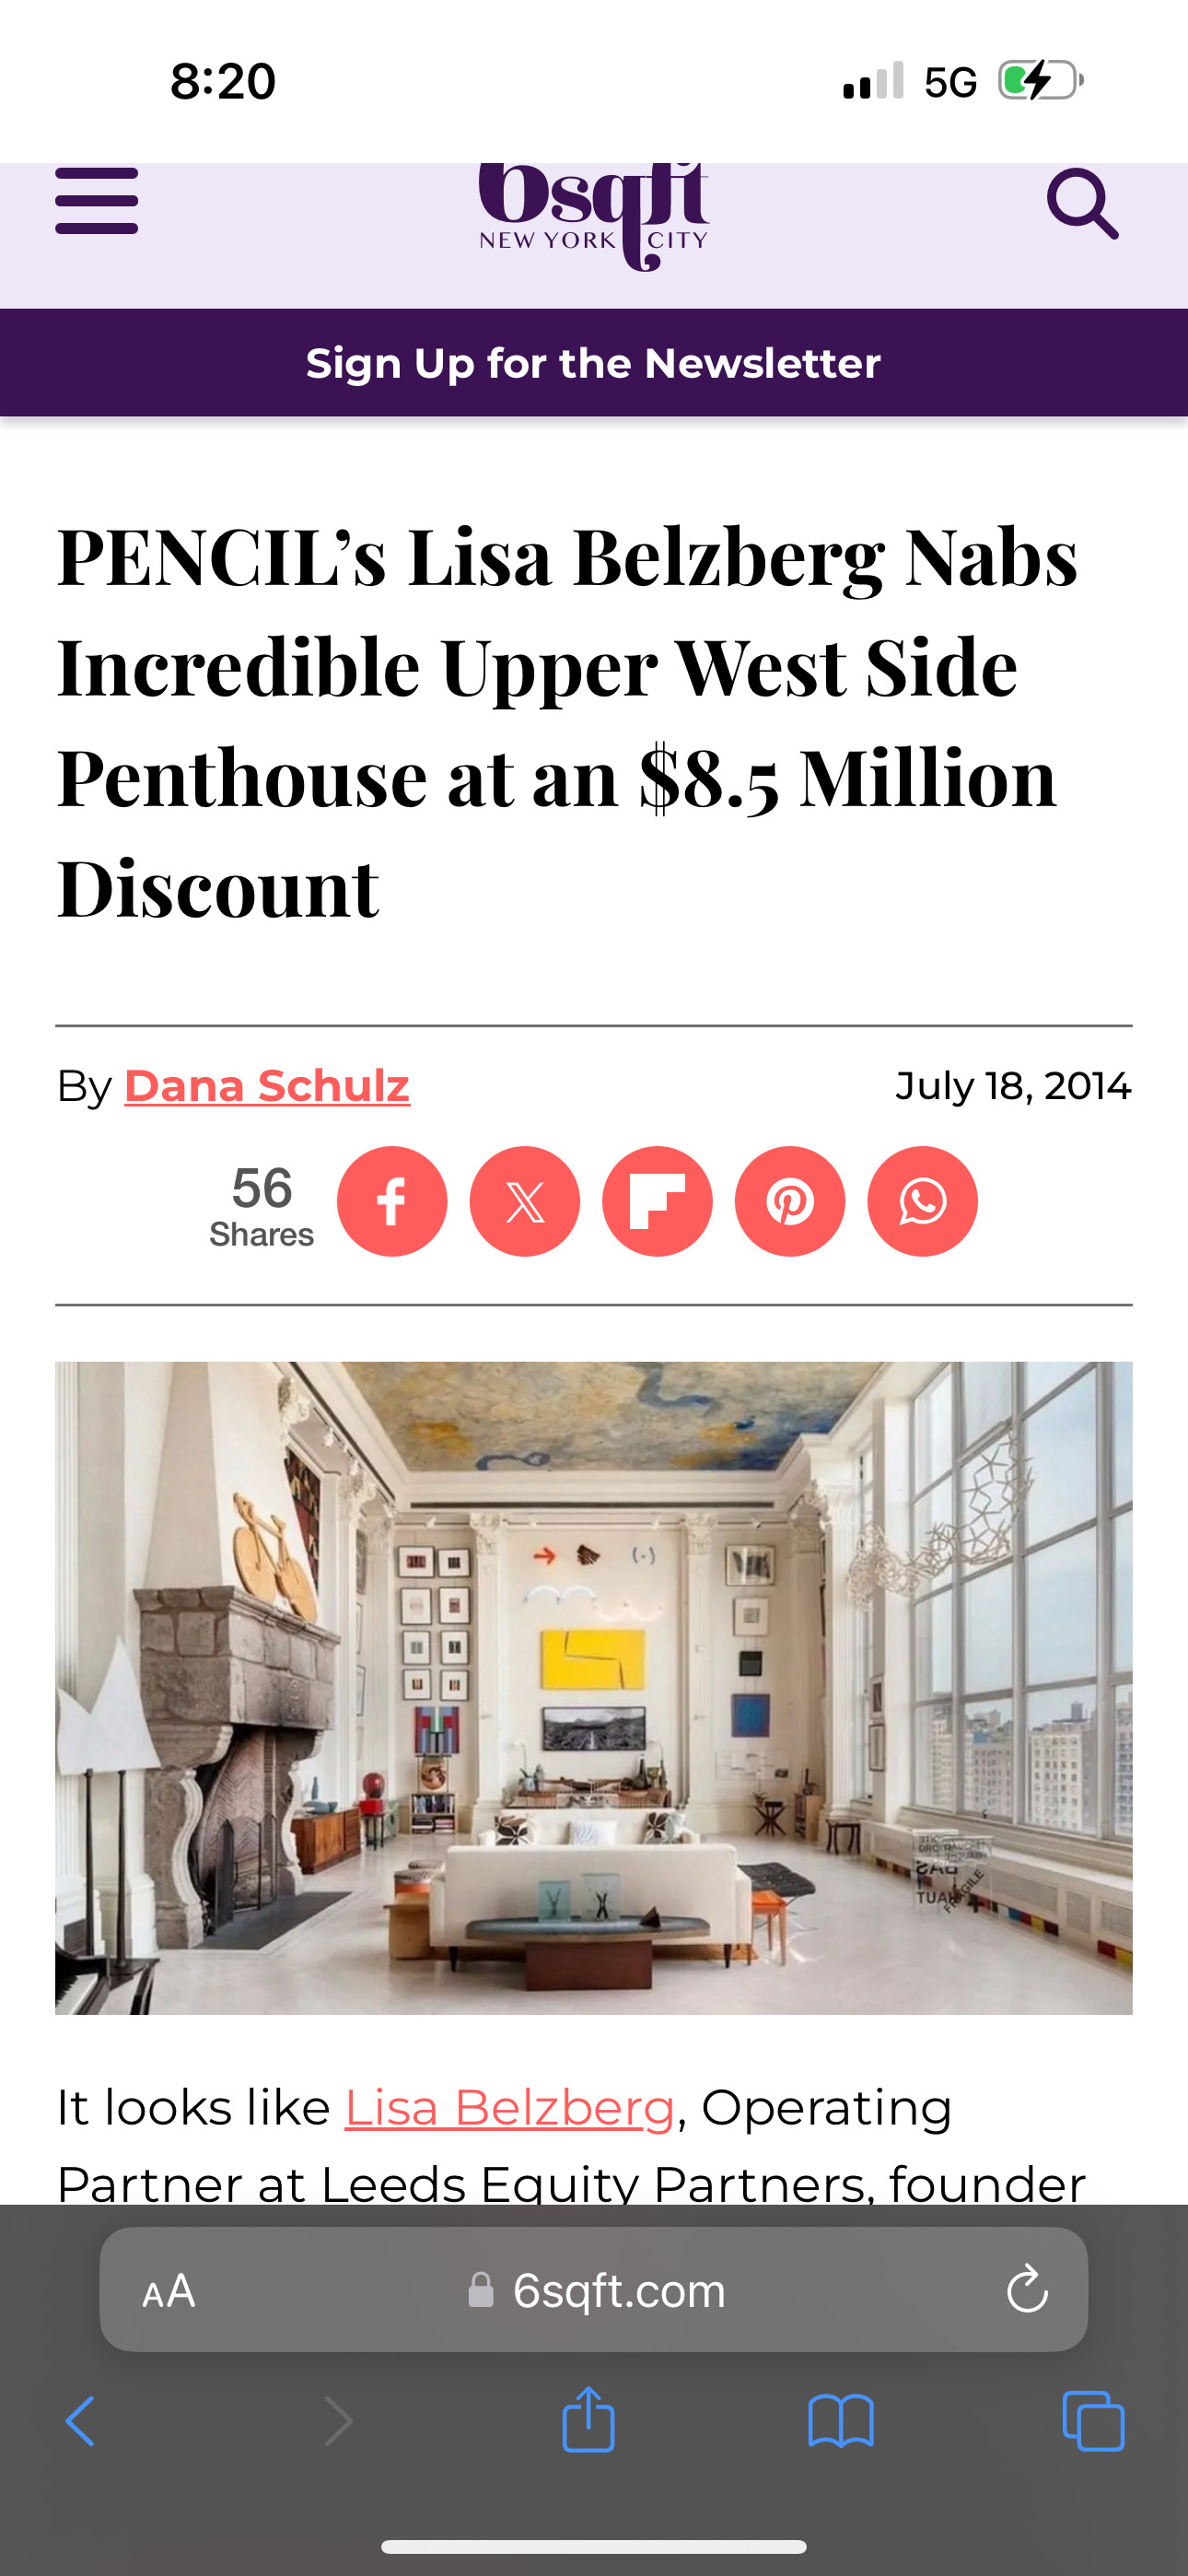 8:20
5G
6sqft
NEW YORK CITY
Sign Up for the Newsletter
PENCIL’s Lisa Belzberg Nabs
Incredible Upper West Side
Penthouse at an $8.5 Million
Discount
By Dana Schulz
July 18, 2014
56
Shares
It looks like Lisa Belzberg, Operating
Partner at Leeds Equity Partners, founder
AA
6sqft.com